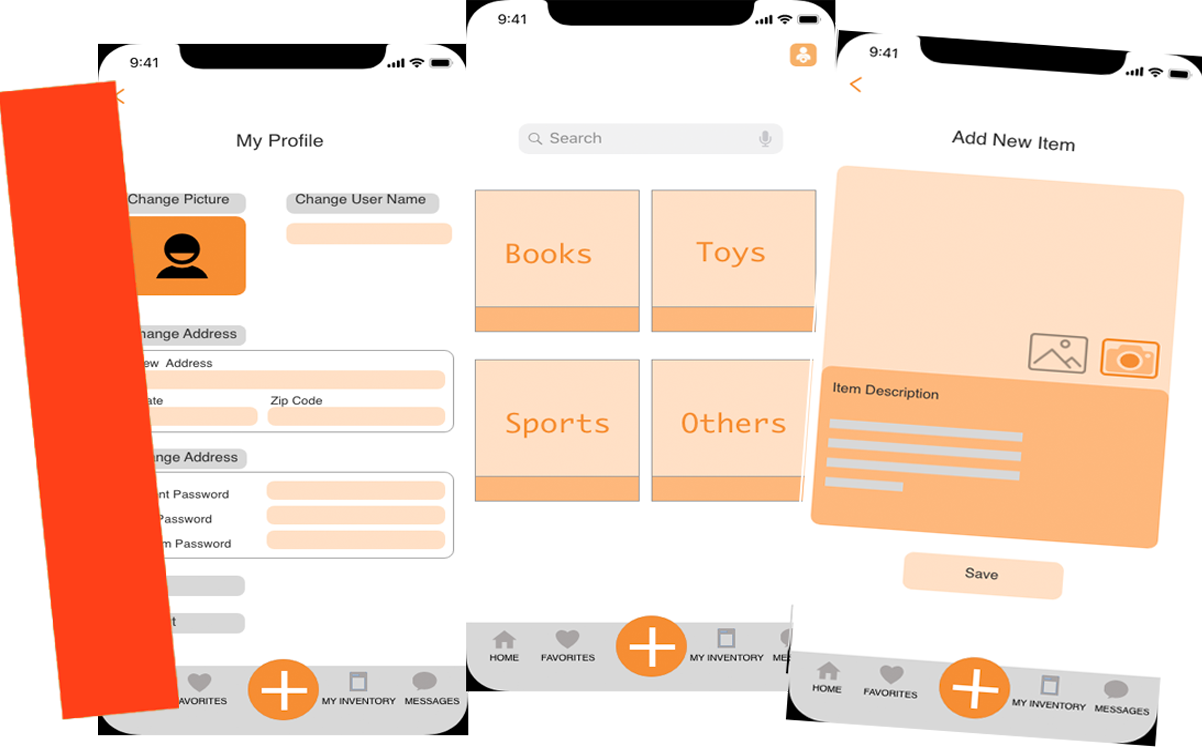 9:41
My Profile
Change Picture
Change User Name
hange Address
ew Address
ate
Zip Code
nge Address
nt Password
Password
m Password
t
AVORITES
MY INVENTORY
MESSAGES
9:41
Search
Books
Toys
Sports
Others
HOME
FAVORITES
MY INVENTORY
ME
9:41
Add New Item
Item Description
Save
HOME
FAVORITES
MY INVENTORY
MESSAGES